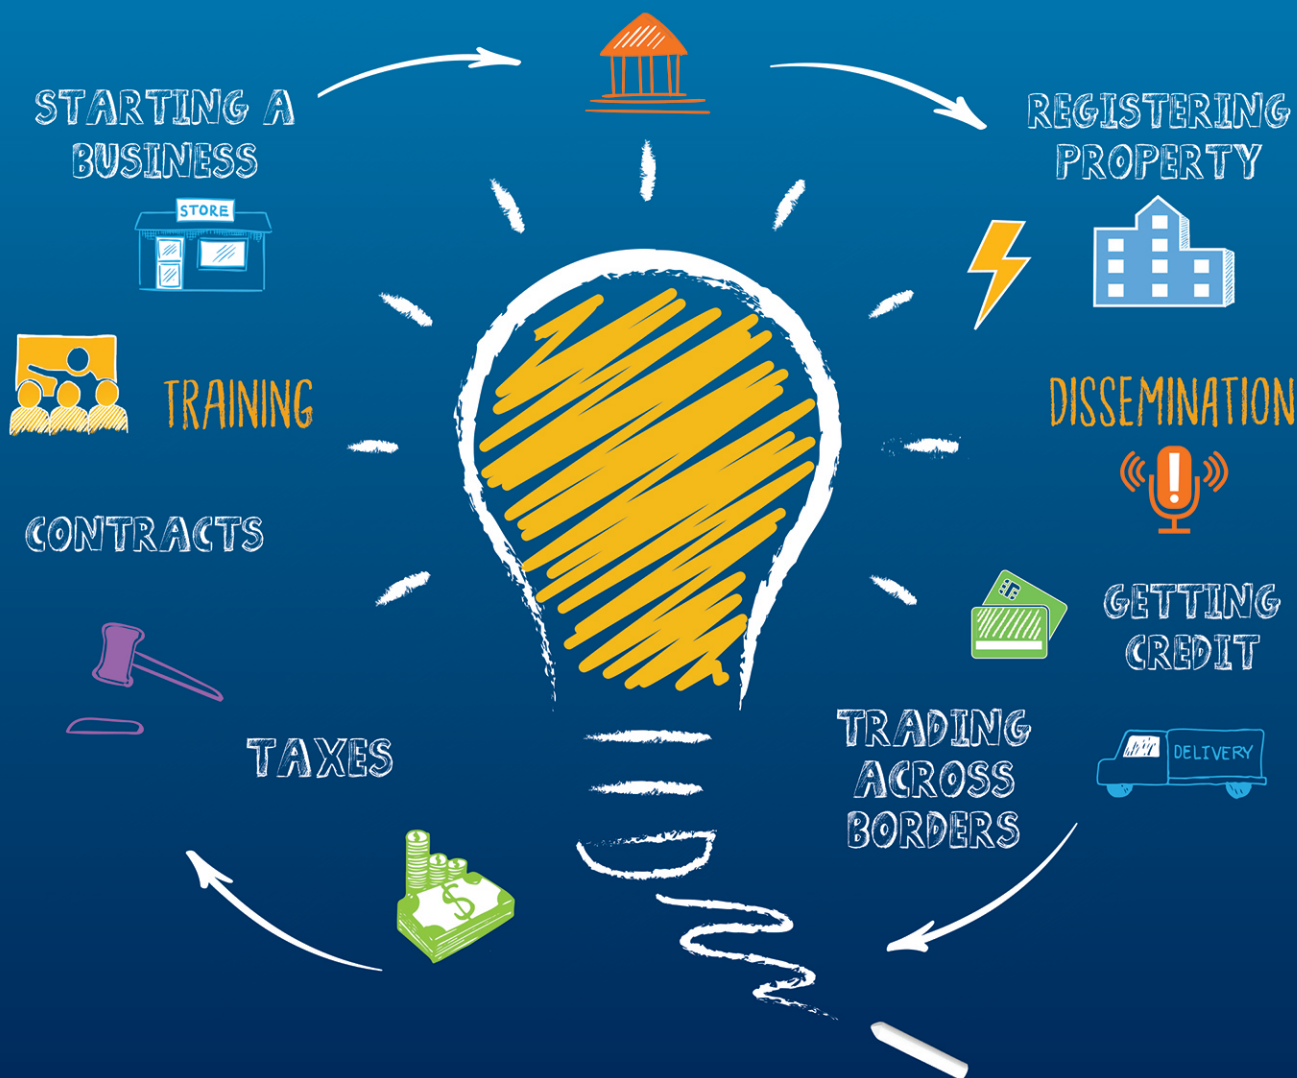 STARTING A
BUSINESS
STORE
REGISTERING
PROPERTY
TRAINING
DISSEMINATION
CONTRACTS
GETTING
CREDIT
TAXES
TRADING
ACROSS
BORDERS
DELIVERY